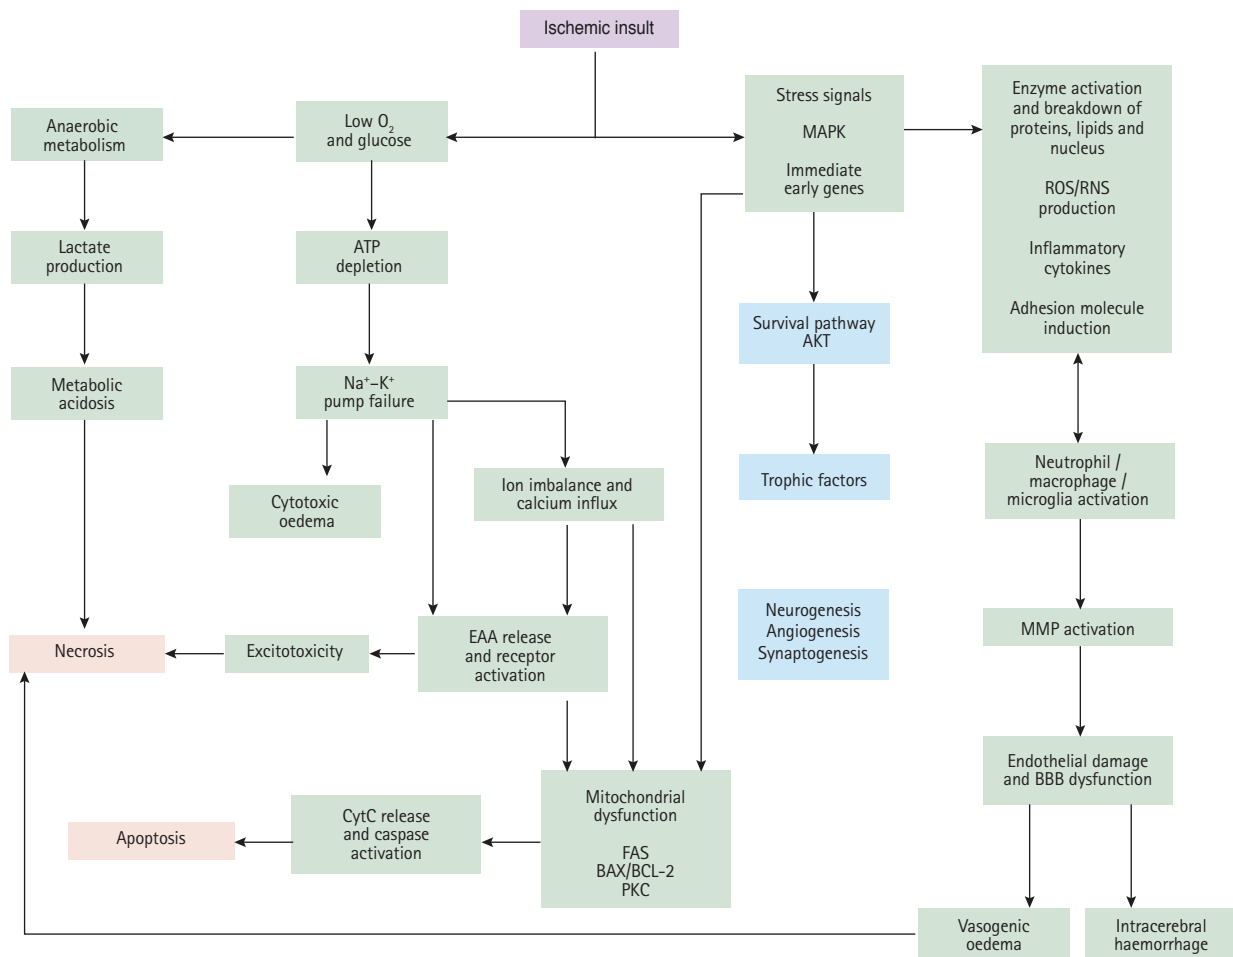 Ischemic insult
Anaerobic
metabolism
Low O₂
and glucose
Stress signals
MAPK
Immediate
early genes
Enzyme activation
and breakdown of
proteins, lipids and
nucleus
ROS/RNS
production
Inflammatory
cytokines
Adhesion molecule
induction
Lactate
production
ATP
depletion
Survival pathway
AKT
Metabolic
acidosis
Na⁺–K⁺
pump failure
Cytotoxic
oedema
Ion imbalance and
calcium influx
Trophic factors
Neutrophil /
macrophage /
microglia activation
Necrosis
Excitotoxicity
EAA release
and receptor
activation
Neurogenesis
Angiogenesis
Synaptogenesis
MMP activation
Endothelial damage
and BBB dysfunction
Apoptosis
CytC release
and caspase
activation
Mitochondrial
dysfunction
FAS
BAX/BCL-2
PKC
Vasogenic
oedema
Intracerebral
haemorrhage